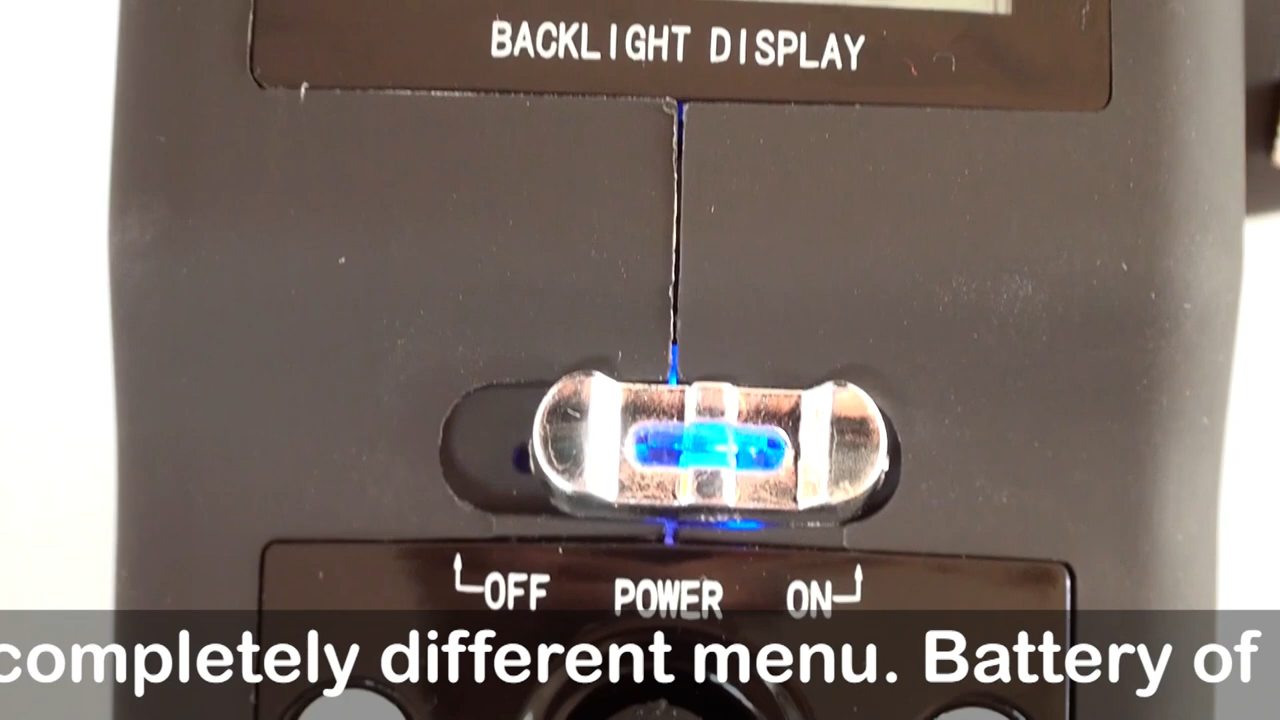 BACKLIGHT DISPLAY
OFF POWER ON
completely different menu. Battery of